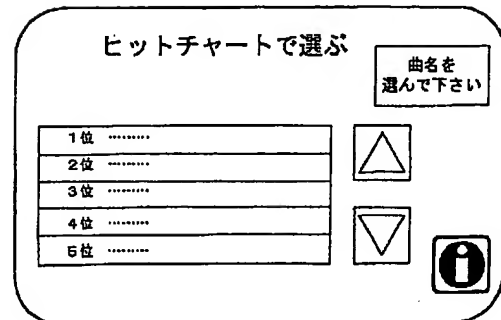 ヒットチャートで選ぶ
曲名を
選んで下さい
1位 ………
2位 ………
3位 ………
4位 ………
5位 ………
i